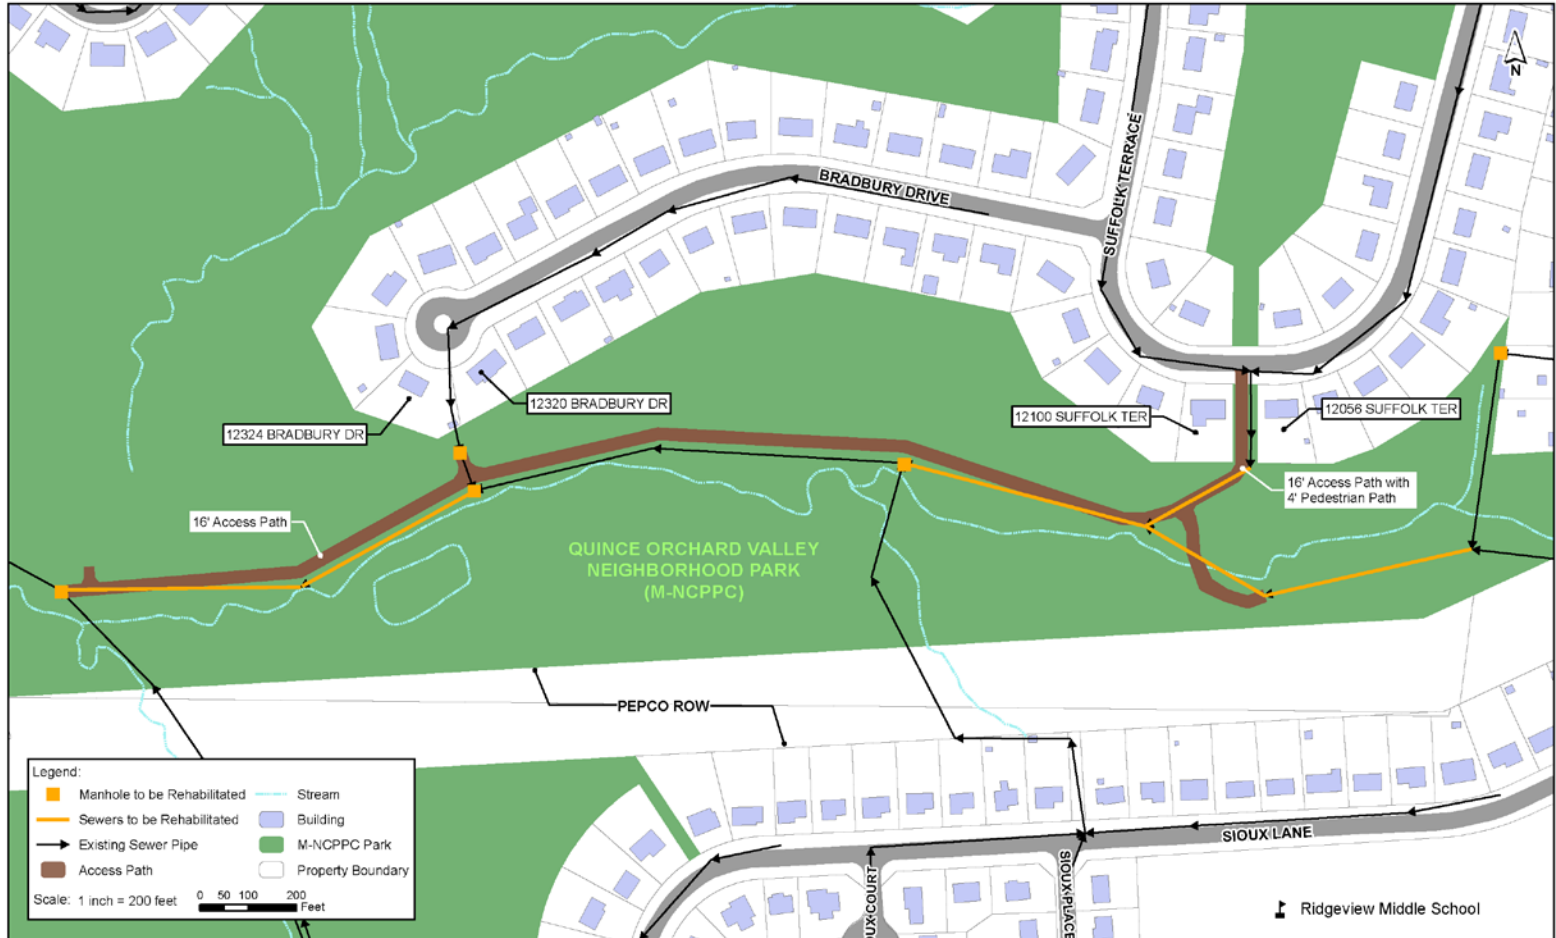 N
BRADBURY DRIVE
SUFFOLK TERRACE
12320 BRADBURY DR
12324 BRADBURY DR
12100 SUFFOLK TER
12056 SUFFOLK TER
16' Access Path with
4' Pedestrian Path
16' Access Path
QUINCE ORCHARD VALLEY
NEIGHBORHOOD PARK
(M-NCPPC)
PEPCO ROW
Legend:
Manhole to be Rehabilitated
Stream
Sewers to be Rehabilitated
Building
Existing Sewer Pipe
M-NCPPC Park
Access Path
Property Boundary
Scale: 1 inch = 200 feet
0 50 100 200
Feet
SIOUX LANE
UX COURT
SIOUX PLACE
Ridgeview Middle School